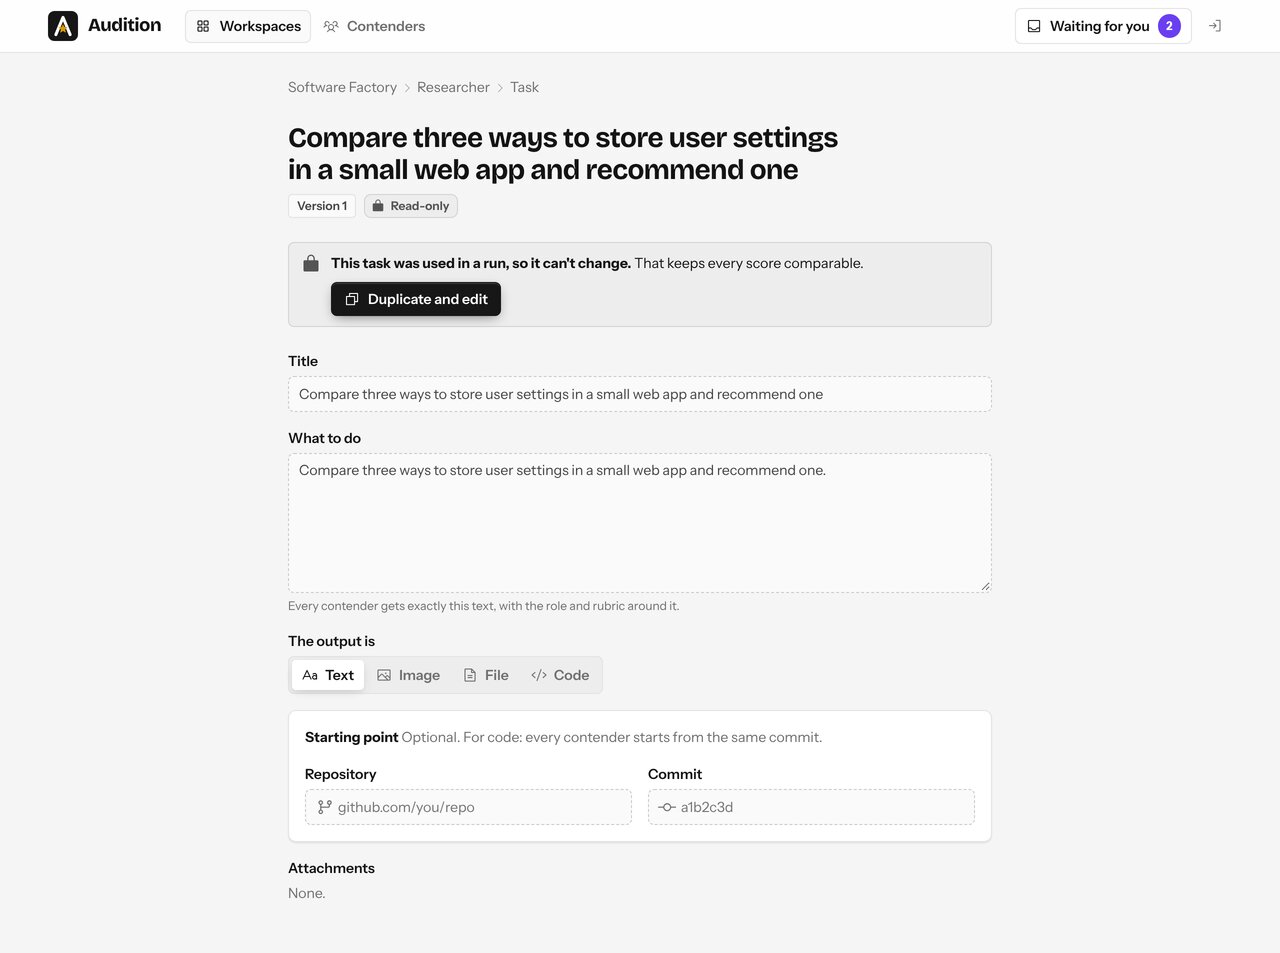 Audition
Workspaces
Contenders
Waiting for you 2
Software Factory > Researcher > Task
Compare three ways to store user settings
in a small web app and recommend one
Version 1
Read-only
This task was used in a run, so it can't change. That keeps every score comparable.
Duplicate and edit
Title
Compare three ways to store user settings in a small web app and recommend one
What to do
Compare three ways to store user settings in a small web app and recommend one.
Every contender gets exactly this text, with the role and rubric around it.
The output is
Aa Text
Image
File
</> Code
Starting point Optional. For code: every contender starts from the same commit.
Repository
Commit
github.com/you/repo
a1b2c3d
Attachments
None.